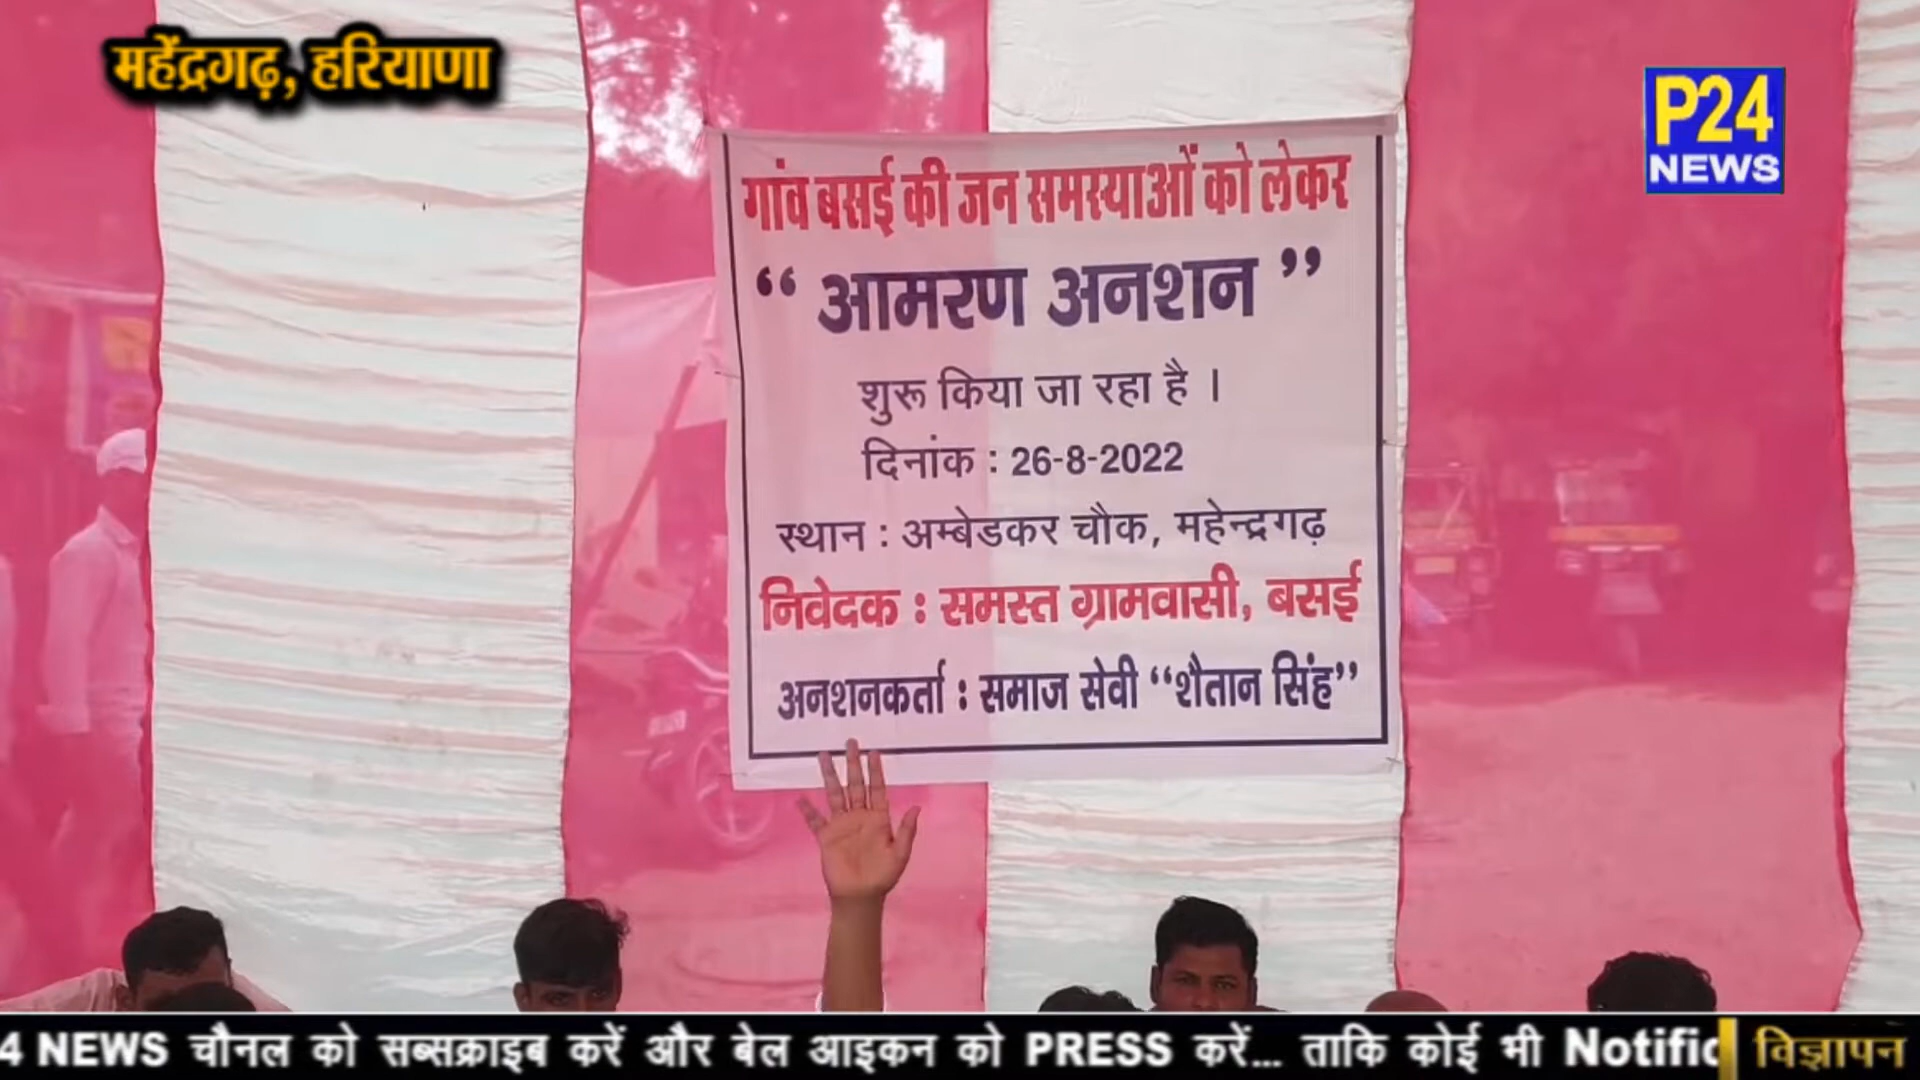 महेंद्रगढ़, हरियाणा
P24
NEWS
गांव बसई की जन समस्याओं को लेकर
“ आमरण अनशन ”
शुरू किया जा रहा है ।
दिनांक : 26-8-2022
स्थान : अम्बेडकर चौक, महेन्द्रगढ़
निवेदक : समस्त ग्रामवासी, बसई
अनशनकर्ता : समाज सेवी “शैतान सिंह”
4 NEWS चौनल को सब्सक्राइब करें और बेल आइकन को PRESS करें... ताकि कोई भी Notific विज्ञापन